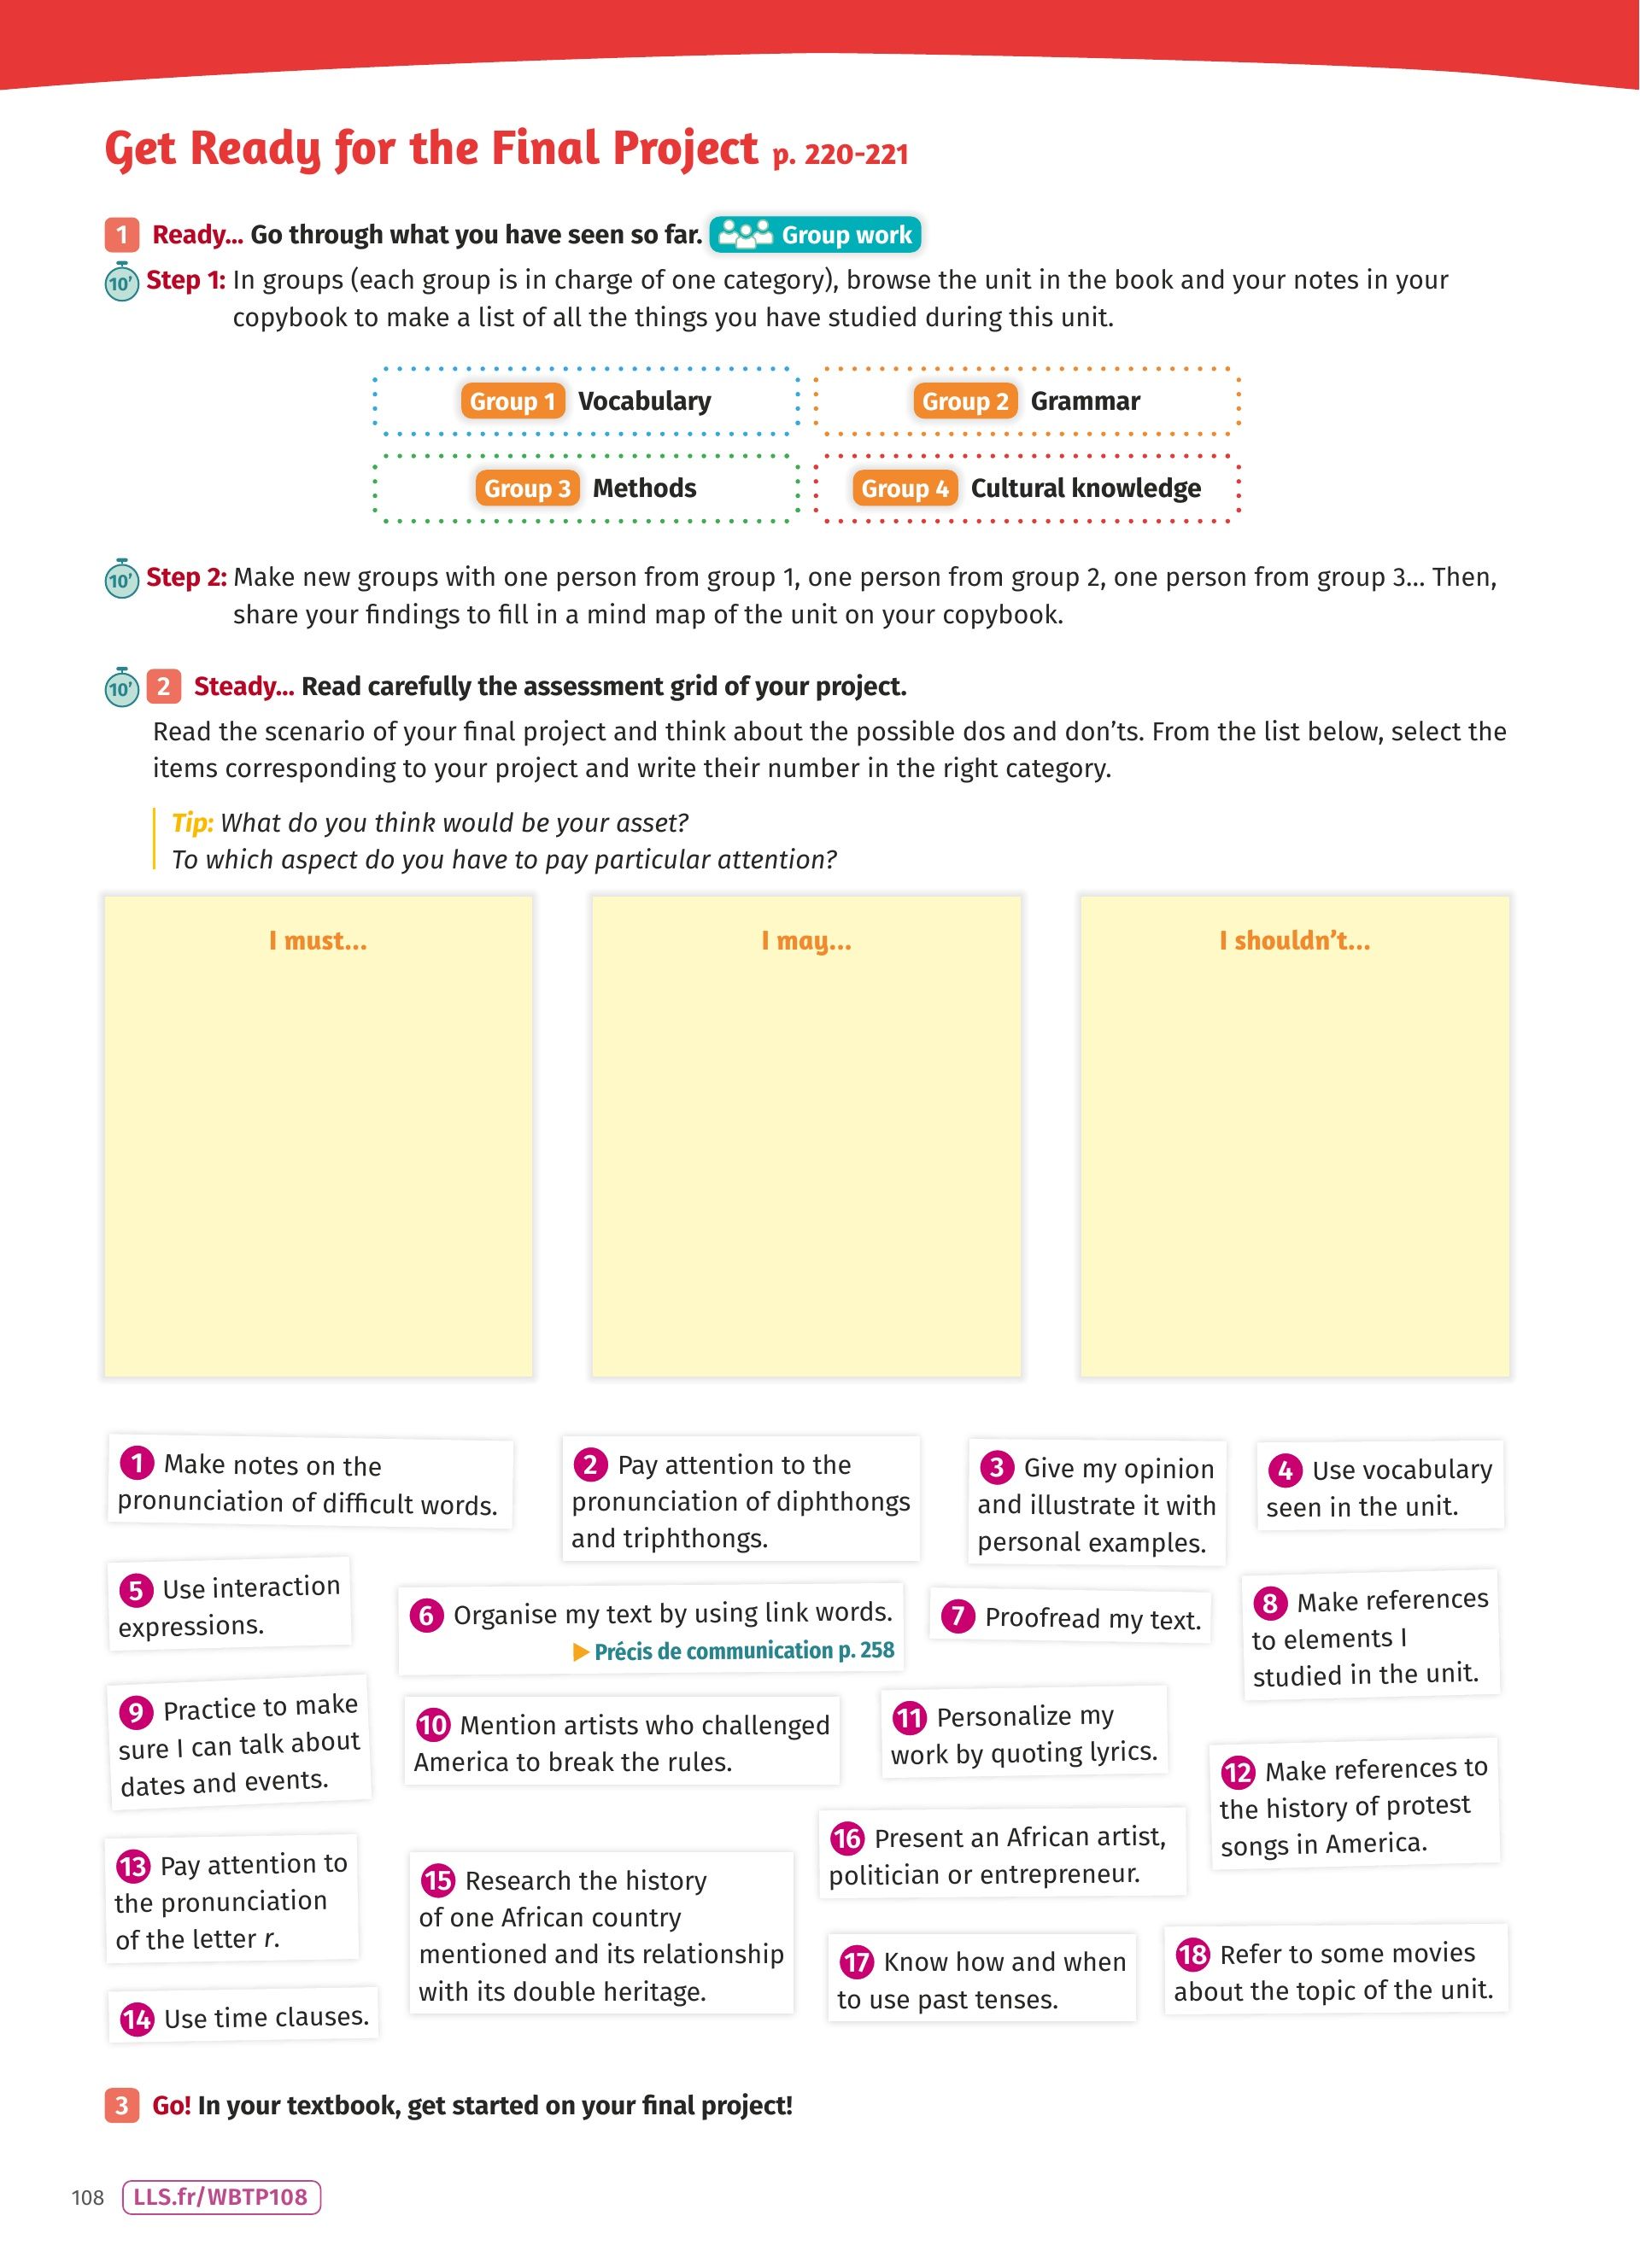 Get Ready for the Final Project p. 220-221
1 Ready... Go through what you have seen so far. Group work
10' Step 1: In groups (each group is in charge of one category), browse the unit in the book and your notes in your
copybook to make a list of all the things you have studied during this unit.
Group 1 Vocabulary
Group 2 Grammar
Group 3 Methods
Group 4 Cultural knowledge
10' Step 2: Make new groups with one person from group 1, one person from group 2, one person from group 3... Then,
share your findings to fill in a mind map of the unit on your copybook.
10' 2 Steady... Read carefully the assessment grid of your project.
Read the scenario of your final project and think about the possible dos and don'ts. From the list below, select the
items corresponding to your project and write their number in the right category.
Tip: What do you think would be your asset?
To which aspect do you have to pay particular attention?
I must...
I may...
I shouldn't...
1 Make notes on the
pronunciation of difficult words.
2 Pay attention to the
pronunciation of diphthongs
and triphthongs.
3 Give my opinion
and illustrate it with
personal examples.
4 Use vocabulary
seen in the unit.
5 Use interaction
expressions.
6 Organise my text by using link words.
▶ Précis de communication p. 258
7 Proofread my text.
8 Make references
to elements I
studied in the unit.
9 Practice to make
sure I can talk about
dates and events.
10 Mention artists who challenged
America to break the rules.
11 Personalize my
work by quoting lyrics.
12 Make references to
the history of protest
songs in America.
13 Pay attention to
the pronunciation
of the letter r.
14 Use time clauses.
15 Research the history
of one African country
mentioned and its relationship
with its double heritage.
16 Present an African artist,
politician or entrepreneur.
17 Know how and when
to use past tenses.
18 Refer to some movies
about the topic of the unit.
3 Go! In your textbook, get started on your final project!
108 LLS.fr/WBTP108